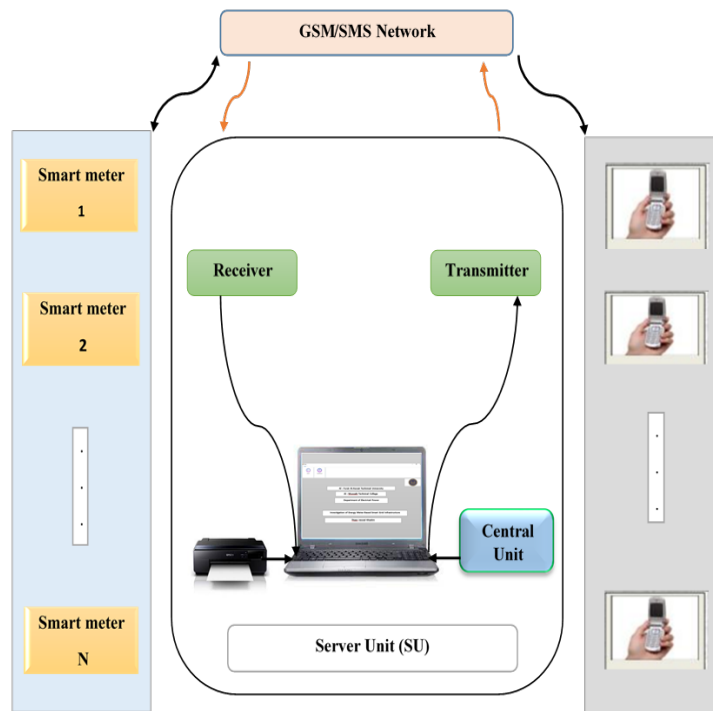 GSM/SMS Network
Smart meter
1
Smart meter
2
Smart meter
N
Receiver
Transmitter
Central
Unit
Server Unit (SU)